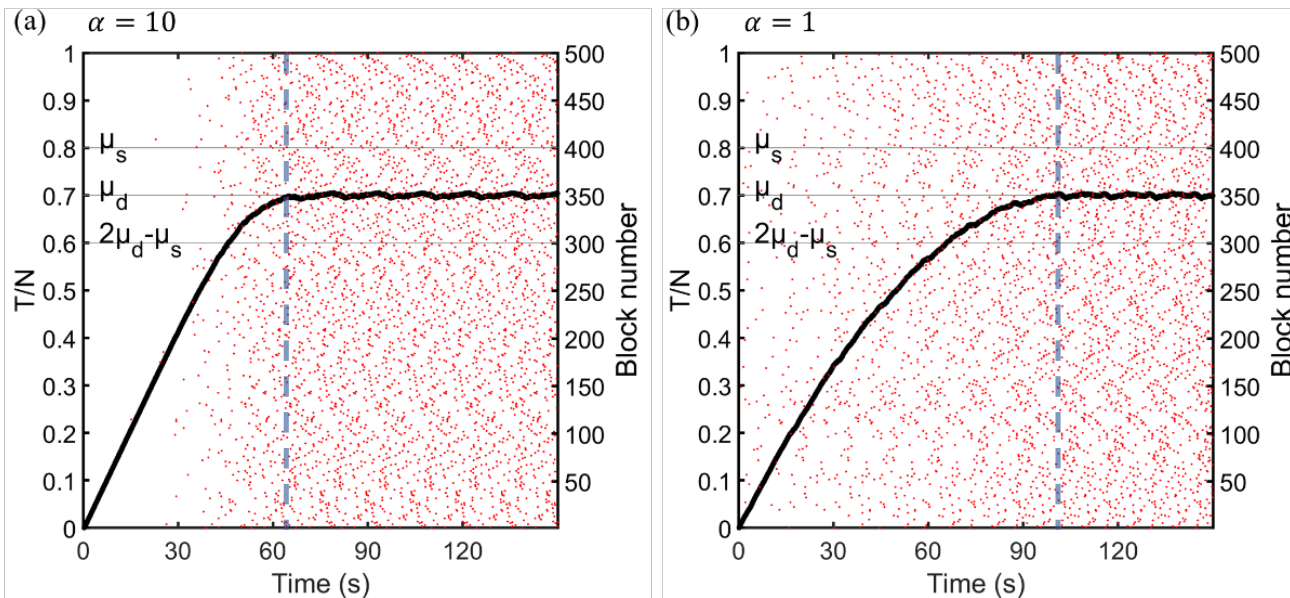 (a) α = 10
1
0.9
0.8
0.7
0.6
0.5
0.4
0.3
0.2
0.1
0
T/N
μs
μd
2μd-μs
500
450
400
350
300
250
200
150
100
50
Block number
0 30 60 90 120
Time (s)
(b) α = 1
1
0.9
0.8
0.7
0.6
0.5
0.4
0.3
0.2
0.1
0
T/N
μs
μd
2μd-μs
500
450
400
350
300
250
200
150
100
50
Block number
0 30 60 90 120
Time (s)